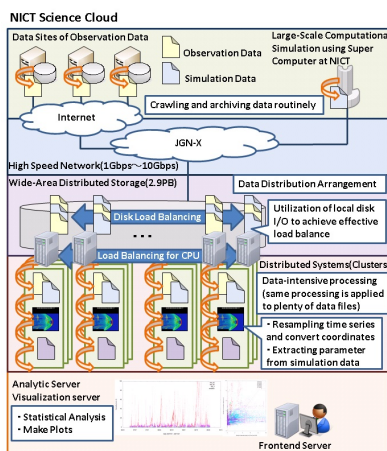 NICT Science Cloud
Data Sites of Observation Data
Observation Data
Simulation Data
Large-Scale Computational
Simulation using Super
Computer at NICT
Crawling and archiving data routinely
Internet
JGN-X
High Speed Network(1Gbps～10Gbps)
Wide-Area Distributed Storage(2.9PB)
Data Distribution Arrangement
Disk Load Balancing
Utilization of local disk
I/O to achieve effective
load balance
...
Load Balancing for CPU
Distributed Systems(Clusters
Data-intensive processing
(same processing is applied
to plenty of data files)
• Resampling time series
and convert coordinates
• Extracting parameter
from simulation data
Analytic Server
Visualization server
• Statistical Analysis
• Make Plots
Frontend Server